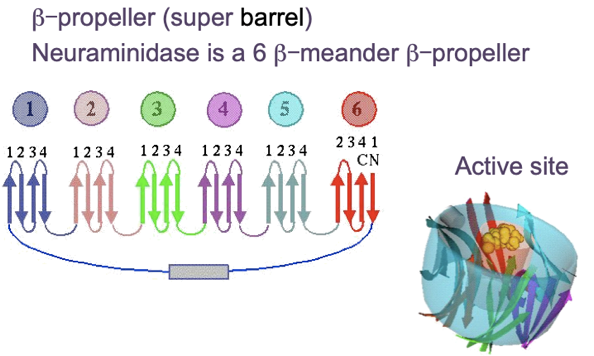 β-propeller (super barrel)
Neuraminidase is a 6 β-meander β-propeller
1 2 3 4 5 6
1 2 3 4 1 2 3 4 1 2 3 4 1 2 3 4 1 2 3 4 2 3 4 1
C N
Active site